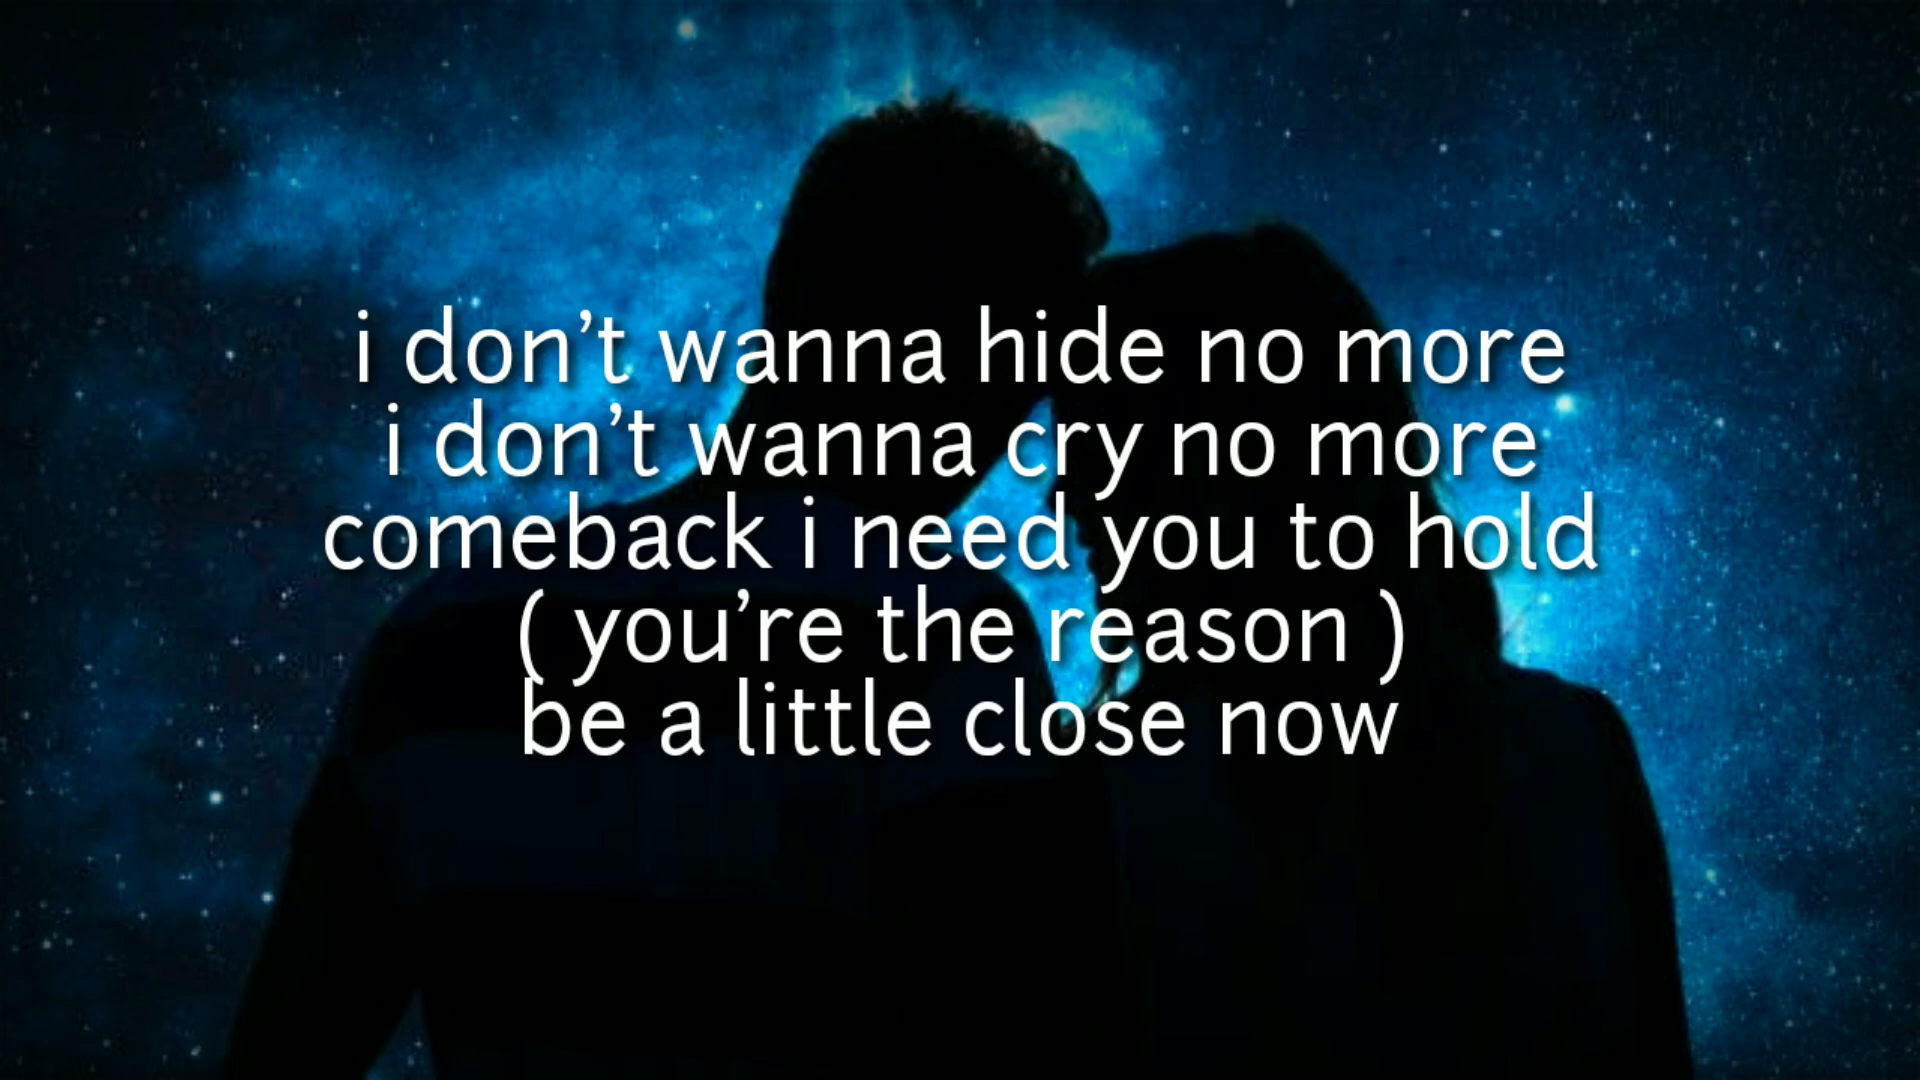 i don't wanna hide no more
i don't wanna cry no more
comeback i need you to hold
( you're the reason )
be a little close now